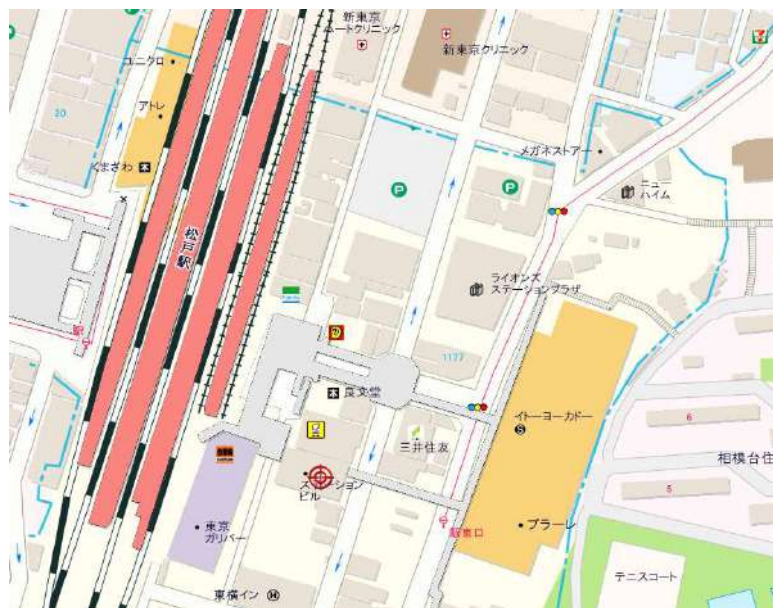 新東京
ハートクリニック
新東京クリニック
ユニクロ
アトレ
20
くまざわ
メガネストアー
ニュー
ハイム
松戸駅
ライオンズ
ステーションプラザ
駅
1177
良文堂
イトーヨーカドー
三井住友
6
相模台住
5
ステーション
ビル
東京
ガリバー
駅東口
プラーレ
テニスコート
東横イン